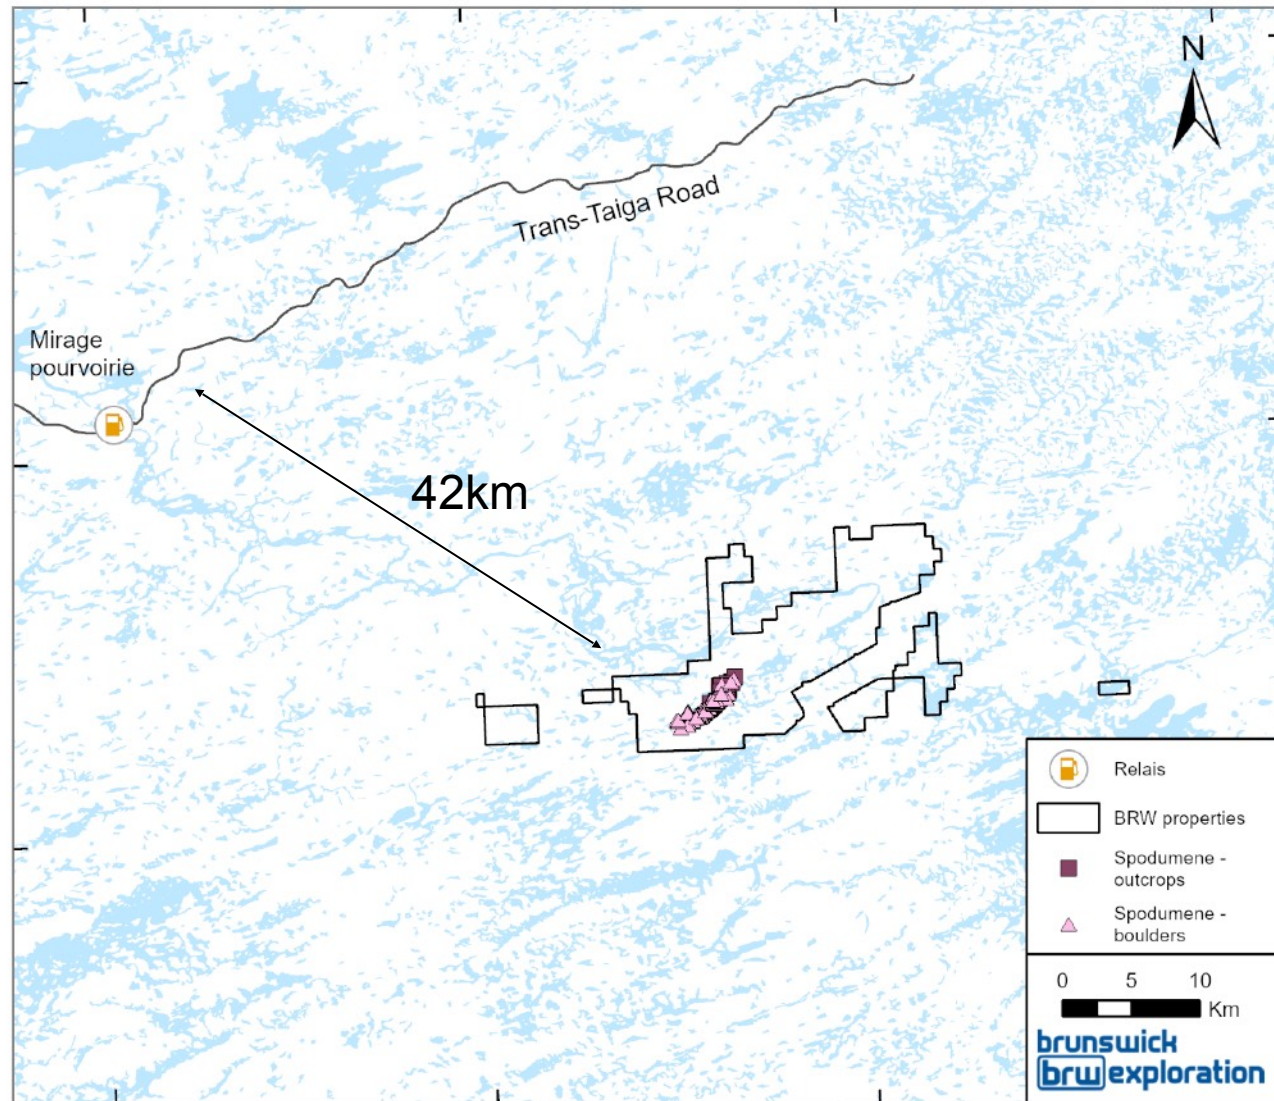 N
Trans-Taiga Road
Mirage
pourvoirie
42km
Relais
BRW properties
Spodumene -
outcrops
Spodumene -
boulders
0 5 10
Km
brunswick
brw exploration